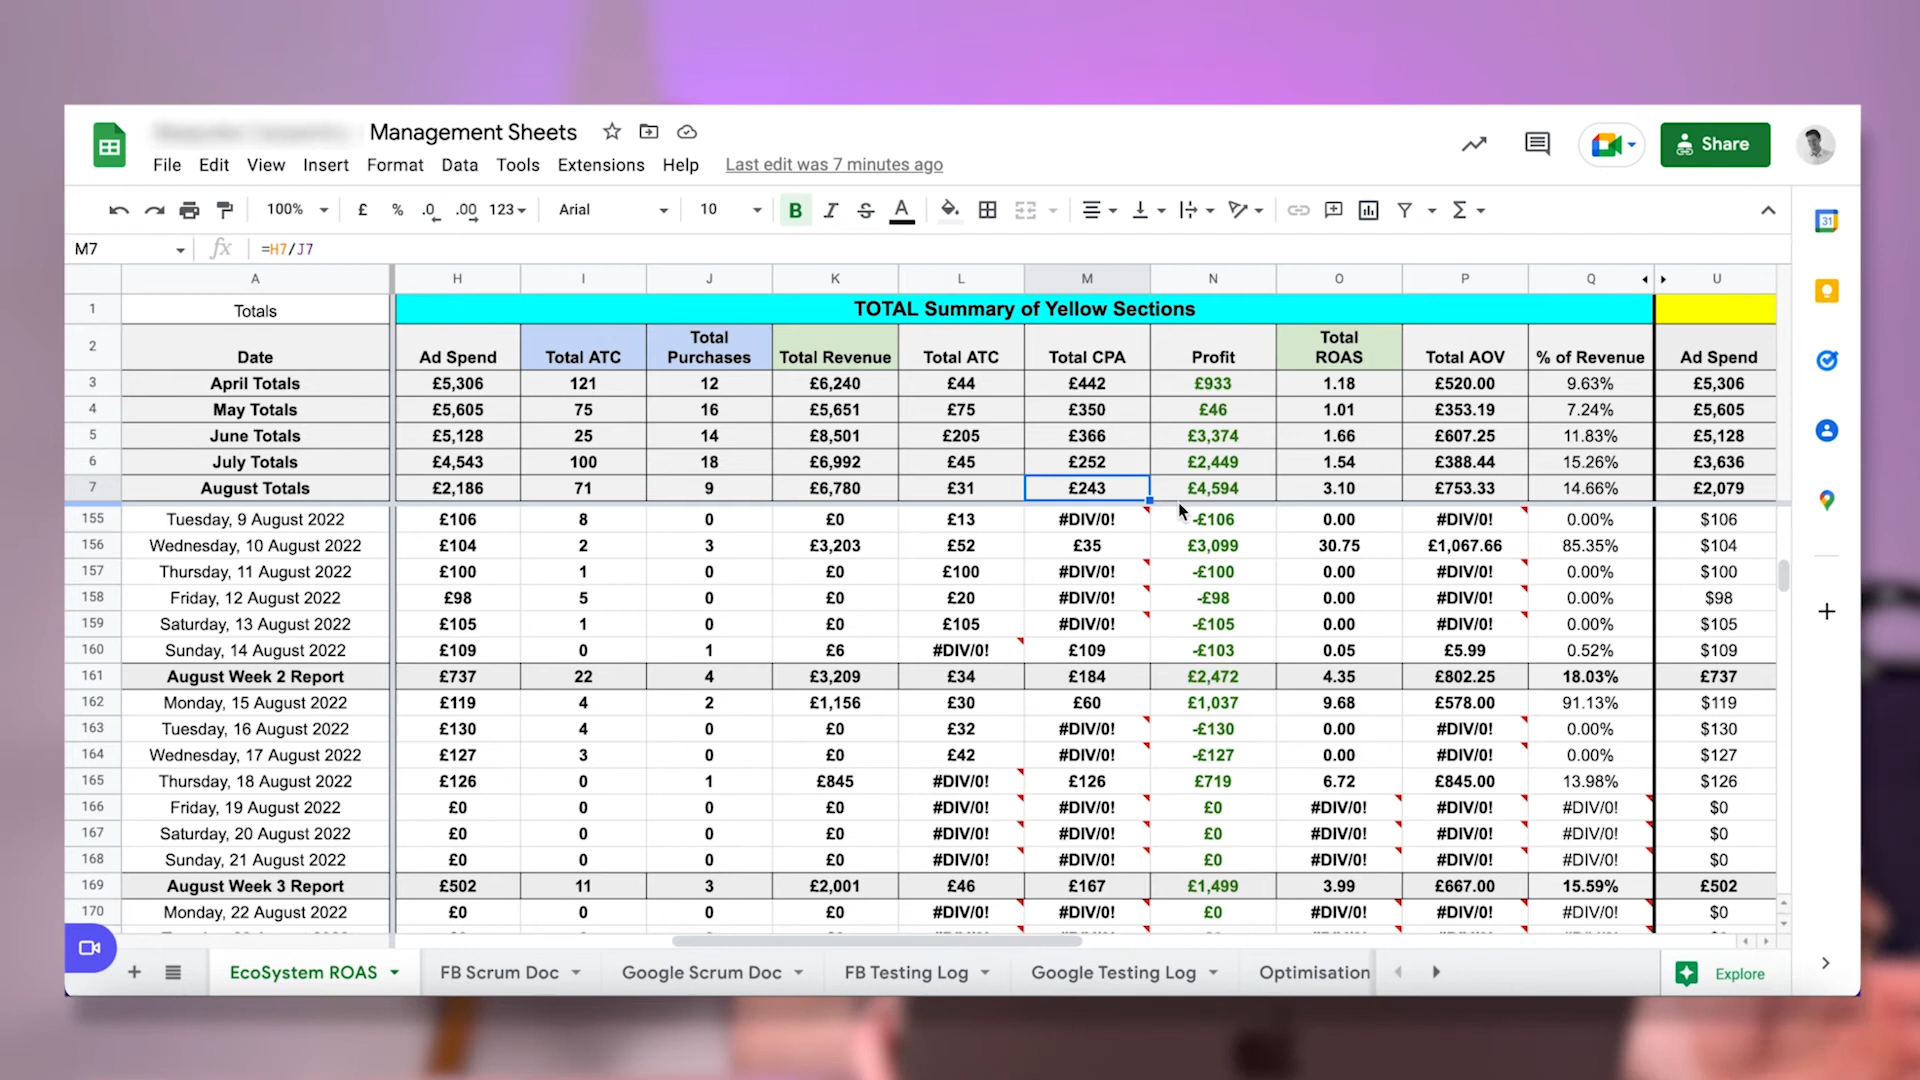 Management Sheets
File Edit View Insert Format Data Tools Extensions Help Last edit was 7 minutes ago
Share
100% £ % .0 .00 123 Arial 10 B I S A Σ
31
M7 fx =H7/J7
A H I J K L M N O P Q U
1 Totals TOTAL Summary of Yellow Sections
2 Date Ad Spend Total ATC Total Purchases Total Revenue Total ATC Total CPA Profit Total ROAS Total AOV % of Revenue Ad Spend
3 April Totals £5,306 121 12 £6,240 £44 £442 £933 1.18 £520.00 9.63% £5,306
4 May Totals £5,605 75 16 £5,651 £75 £350 £46 1.01 £353.19 7.24% £5,605
5 June Totals £5,128 25 14 £8,501 £205 £366 £3,374 1.66 £607.25 11.83% £5,128
6 July Totals £4,543 100 18 £6,992 £45 £252 £2,449 1.54 £388.44 15.26% £3,636
7 August Totals £2,186 71 9 £6,780 £31 £243 £4,594 3.10 £753.33 14.66% £2,079
155 Tuesday, 9 August 2022 £106 8 0 £0 £13 #DIV/0! -£106 0.00 #DIV/0! 0.00% $106
156 Wednesday, 10 August 2022 £104 2 3 £3,203 £52 £35 £3,099 30.75 £1,067.66 85.35% $104
157 Thursday, 11 August 2022 £100 1 0 £0 £100 #DIV/0! -£100 0.00 #DIV/0! 0.00% $100
158 Friday, 12 August 2022 £98 5 0 £0 £20 #DIV/0! -£98 0.00 #DIV/0! 0.00% $98
159 Saturday, 13 August 2022 £105 1 0 £0 £105 #DIV/0! -£105 0.00 #DIV/0! 0.00% $105
160 Sunday, 14 August 2022 £109 0 1 £6 #DIV/0! £109 -£103 0.05 £5.99 0.52% $109
161 August Week 2 Report £737 22 4 £3,209 £34 £184 £2,472 4.35 £802.25 18.03% £737
162 Monday, 15 August 2022 £119 4 2 £1,156 £30 £60 £1,037 9.68 £578.00 91.13% $119
163 Tuesday, 16 August 2022 £130 4 0 £0 £32 #DIV/0! -£130 0.00 #DIV/0! 0.00% $130
164 Wednesday, 17 August 2022 £127 3 0 £0 £42 #DIV/0! -£127 0.00 #DIV/0! 0.00% $127
165 Thursday, 18 August 2022 £126 0 1 £845 #DIV/0! £126 £719 6.72 £845.00 13.98% $126
166 Friday, 19 August 2022 £0 0 0 £0 #DIV/0! #DIV/0! £0 #DIV/0! #DIV/0! #DIV/0! $0
167 Saturday, 20 August 2022 £0 0 0 £0 #DIV/0! #DIV/0! £0 #DIV/0! #DIV/0! #DIV/0! $0
168 Sunday, 21 August 2022 £0 0 0 £0 #DIV/0! #DIV/0! £0 #DIV/0! #DIV/0! #DIV/0! $0
169 August Week 3 Report £502 11 3 £2,001 £46 £167 £1,499 3.99 £667.00 15.59% £502
170 Monday, 22 August 2022 £0 0 0 £0 #DIV/0! #DIV/0! £0 #DIV/0! #DIV/0! #DIV/0! $0
EcoSystem ROAS FB Scrum Doc Google Scrum Doc FB Testing Log Google Testing Log Optimisation Explore